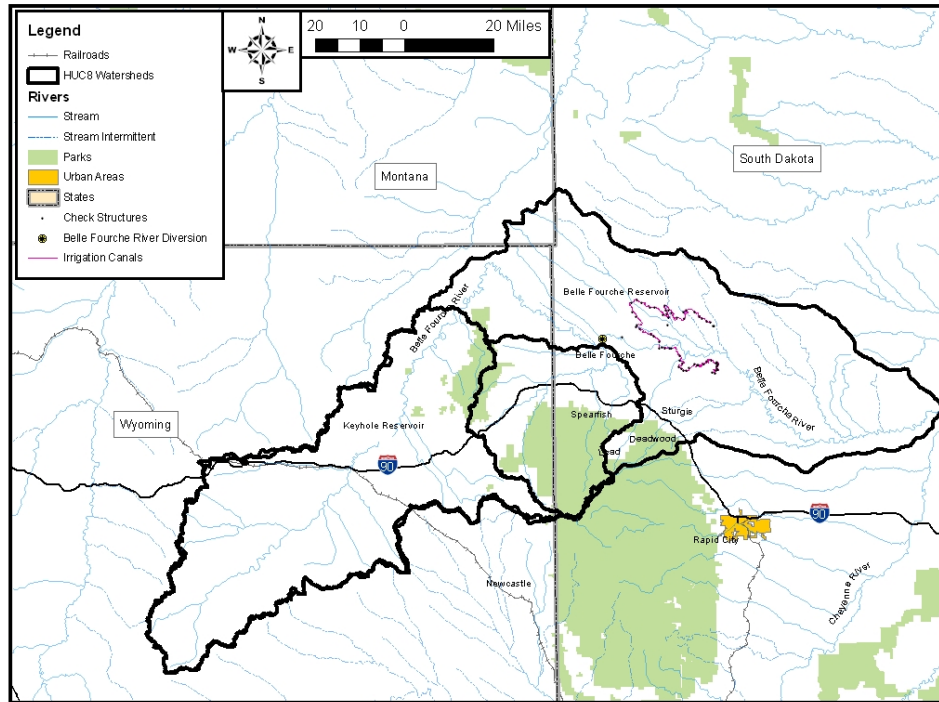 Legend
Railroads
HUC8 Watersheds
Rivers
Stream
Stream Intermittent
Parks
Urban Areas
States
Check Structures
Belle Fourche River Diversion
Irrigation Canals
N
W E
S
20 10 0 20 Miles
Montana
South Dakota
Wyoming
Belle Fourche River
Belle Fourche Reservoir
Belle Fourche
Belle Fourche River
Keyhole Reservoir
Spearfish
Sturgis
Deadwood
Lead
90
Rapid City
90
Newcastle
Cheyenne River